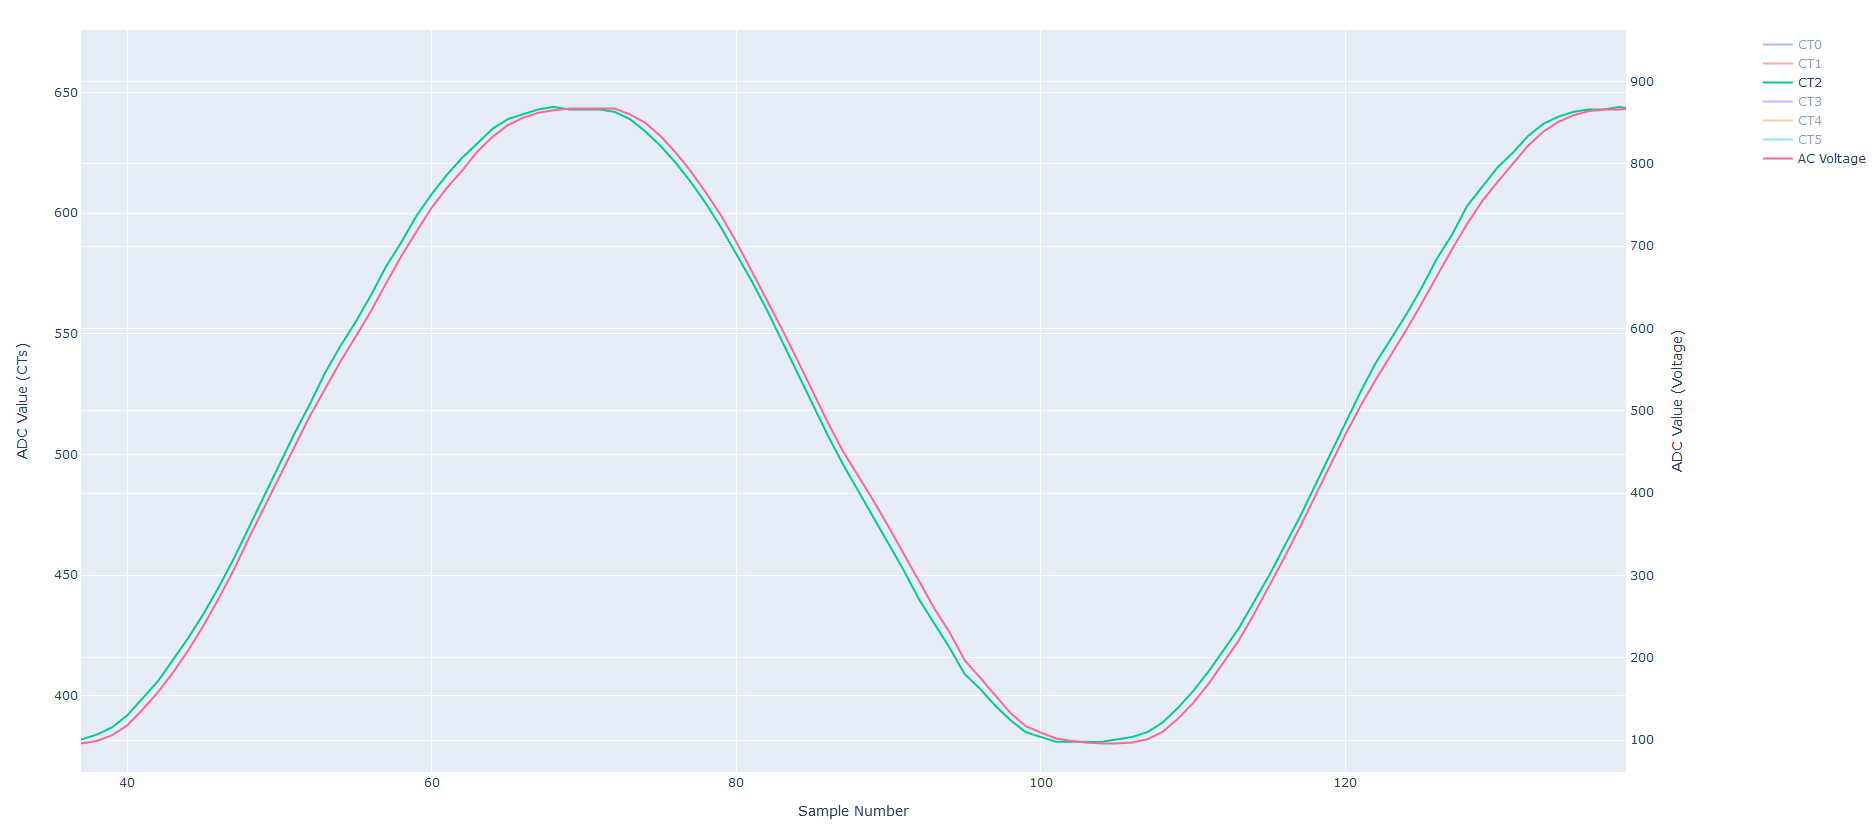 ADC Value (CTs)
650
600
550
500
450
400
900
800
700
600
500
400
300
200
100
ADC Value (Voltage)
40
60
80
100
120
Sample Number
CT0
CT1
CT2
CT3
CT4
CT5
AC Voltage